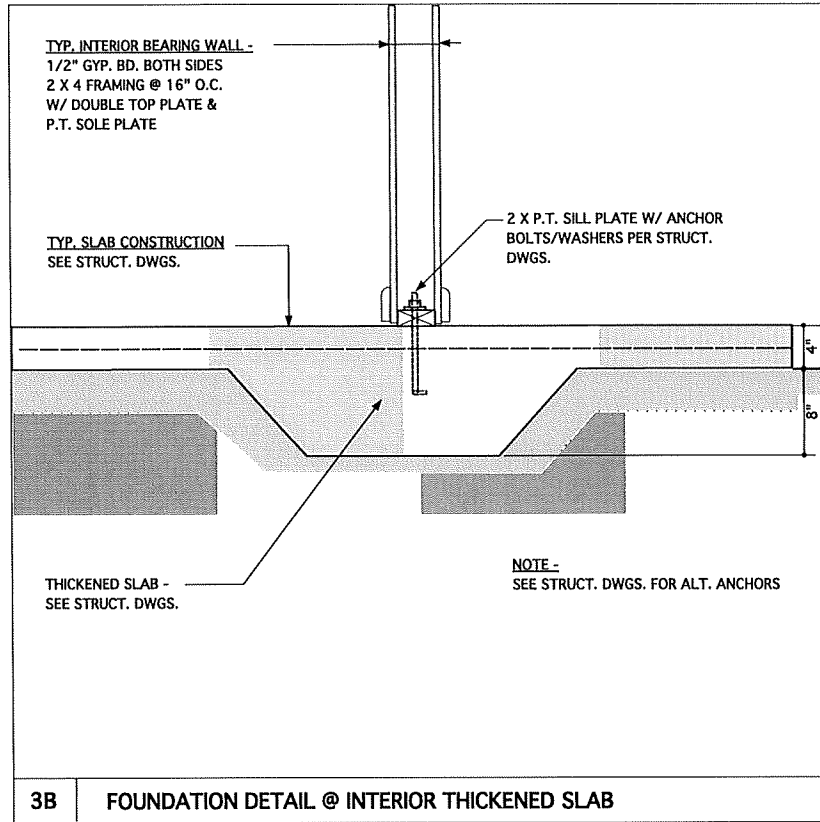 TYP. INTERIOR BEARING WALL -
1/2" GYP. BD. BOTH SIDES
2 X 4 FRAMING @ 16" O.C.
W/ DOUBLE TOP PLATE &
P.T. SOLE PLATE
2 X P.T. SILL PLATE W/ ANCHOR
BOLTS/WASHERS PER STRUCT.
DWGS.
TYP. SLAB CONSTRUCTION
SEE STRUCT. DWGS.
4"
8"
THICKENED SLAB -
SEE STRUCT. DWGS.
NOTE -
SEE STRUCT. DWGS. FOR ALT. ANCHORS
3B FOUNDATION DETAIL @ INTERIOR THICKENED SLAB